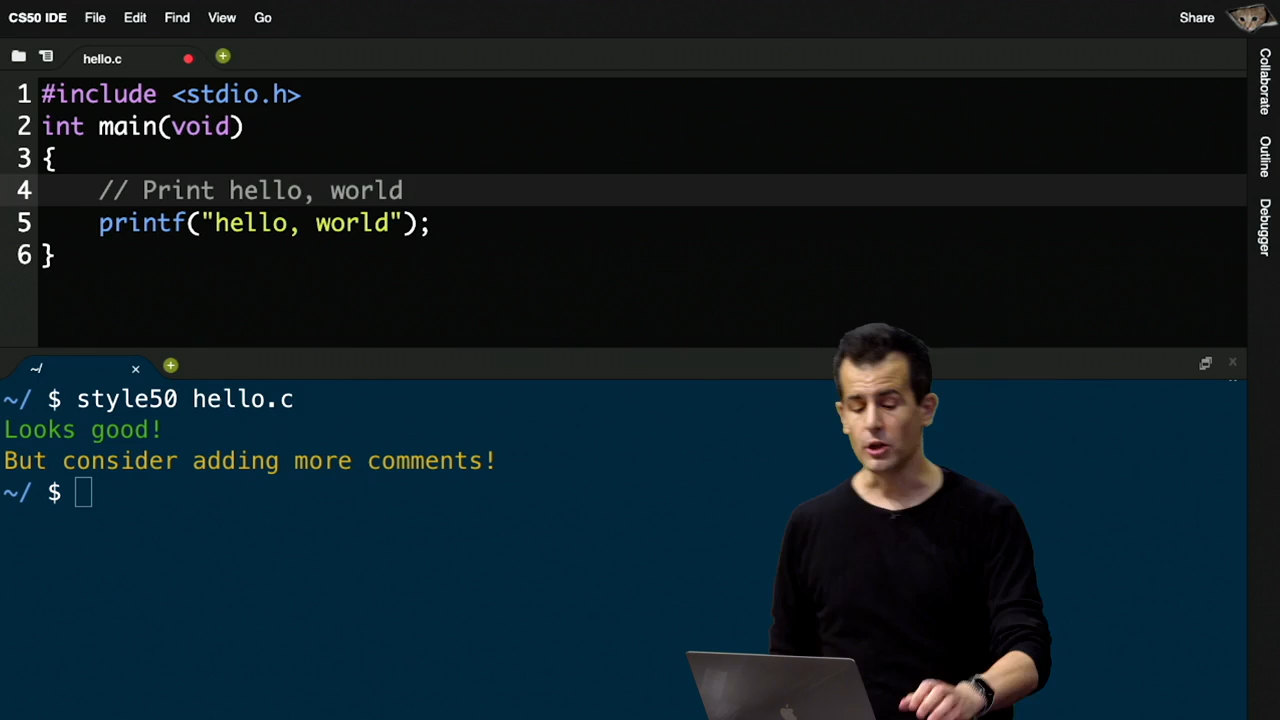 CS50 IDE File Edit Find View Go Share
hello.c
1 #include <stdio.h>
2 int main(void)
3 {
4     // Print hello, world
5     printf("hello, world");
6 }
Collaborate
Outline
Debugger
~/
~/ $ style50 hello.c
Looks good!
But consider adding more comments!
~/ $